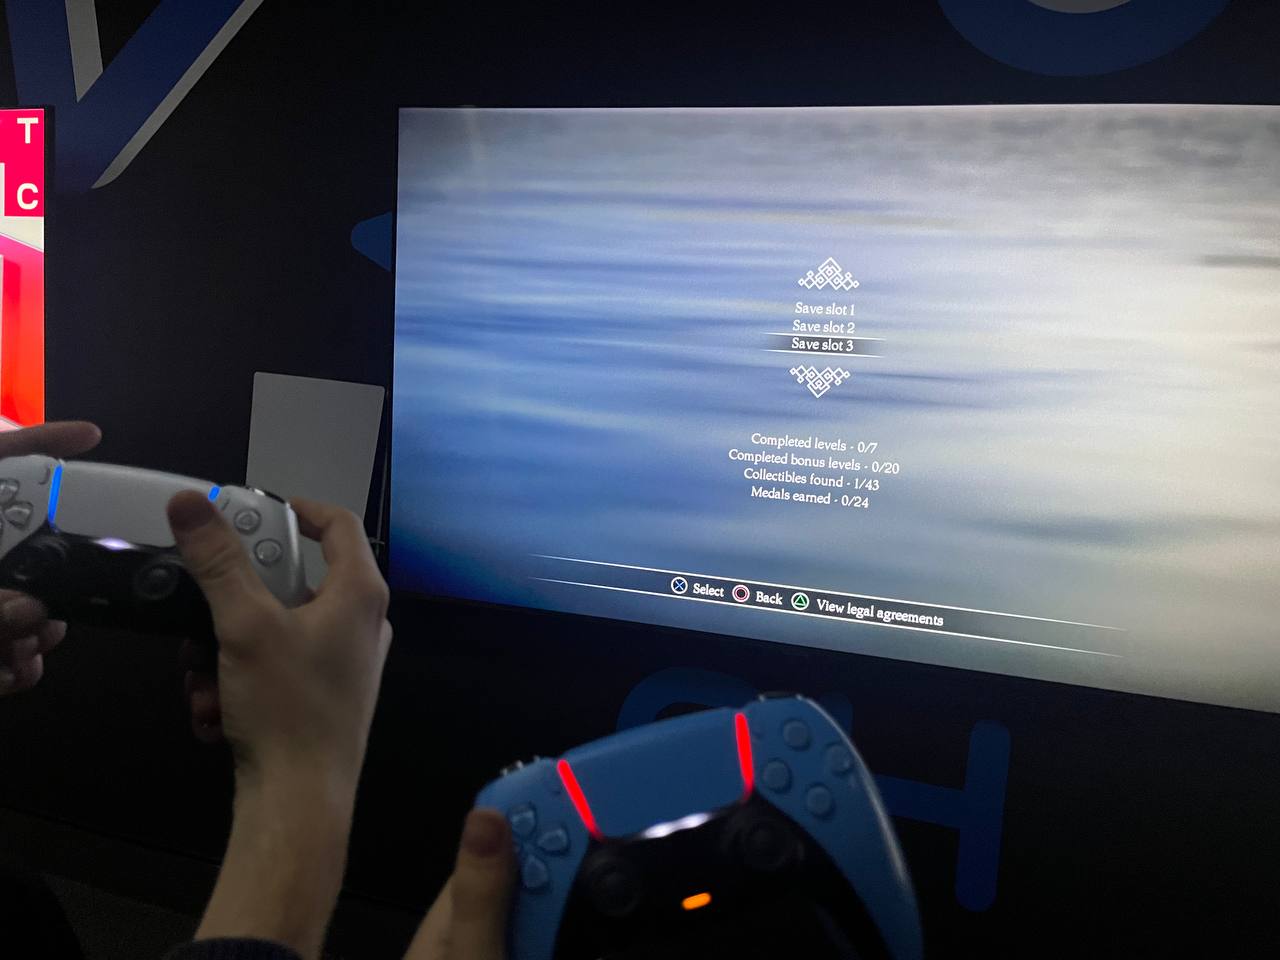 T
C
Save slot 1
Save slot 2
Save slot 3
Completed levels - 0/7
Completed bonus levels - 0/20
Collectibles found - 1/43
Medals earned - 0/24
Select Back View legal agreements